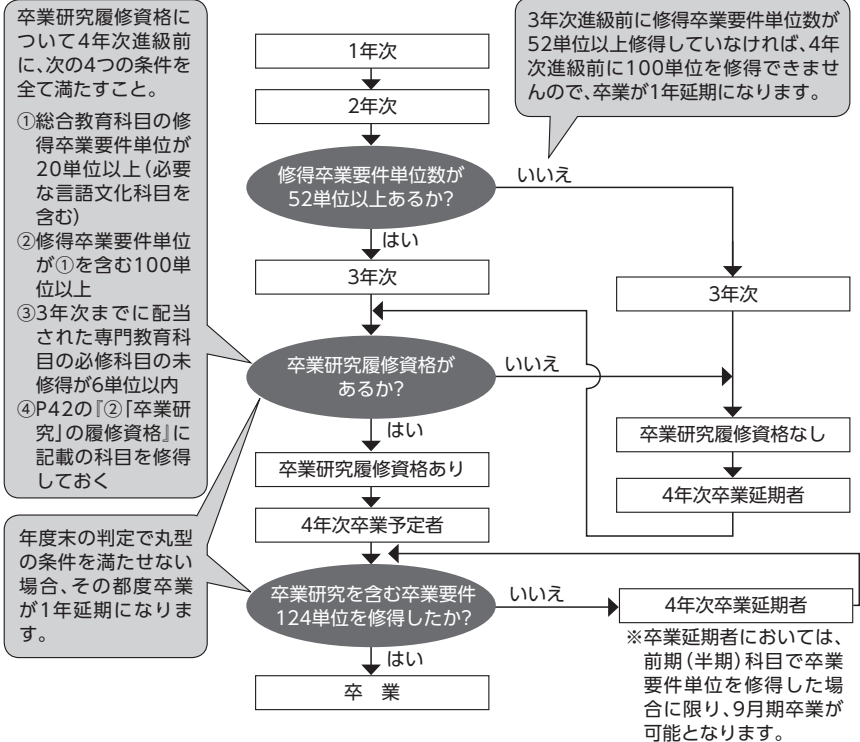 卒業研究履修資格に
ついて4年次進級前
に、次の4つの条件を
全て満たすこと。
①総合教育科目の修
得卒業要件単位が
20単位以上(必要
な言語文化科目を
含む)
②修得卒業要件単位
が①を含む100単
位以上
③3年次までに配当
された専門教育科
目の必修科目の未
修得が6単位以内
④P42の『②「卒業研
究」の履修資格』に
記載の科目を修得
しておく
年度末の判定で丸型
の条件を満たせない
場合、その都度卒業
が1年延期になりま
す。
3年次進級前に修得卒業要件単位数が
52単位以上修得していなければ、4年
次進級前に100単位を修得できませ
んので、卒業が1年延期になります。
1年次
2年次
修得卒業要件単位数が
52単位以上あるか?
いいえ
はい
3年次
3年次
卒業研究履修資格が
あるか?
いいえ
はい
卒業研究履修資格なし
卒業研究履修資格あり
4年次卒業延期者
4年次卒業予定者
卒業研究を含む卒業要件
124単位を修得したか?
いいえ
4年次卒業延期者
はい
卒 業
※卒業延期者においては、
前期(半期)科目で卒業
要件単位を修得した場
合に限り、9月期卒業が
可能となります。